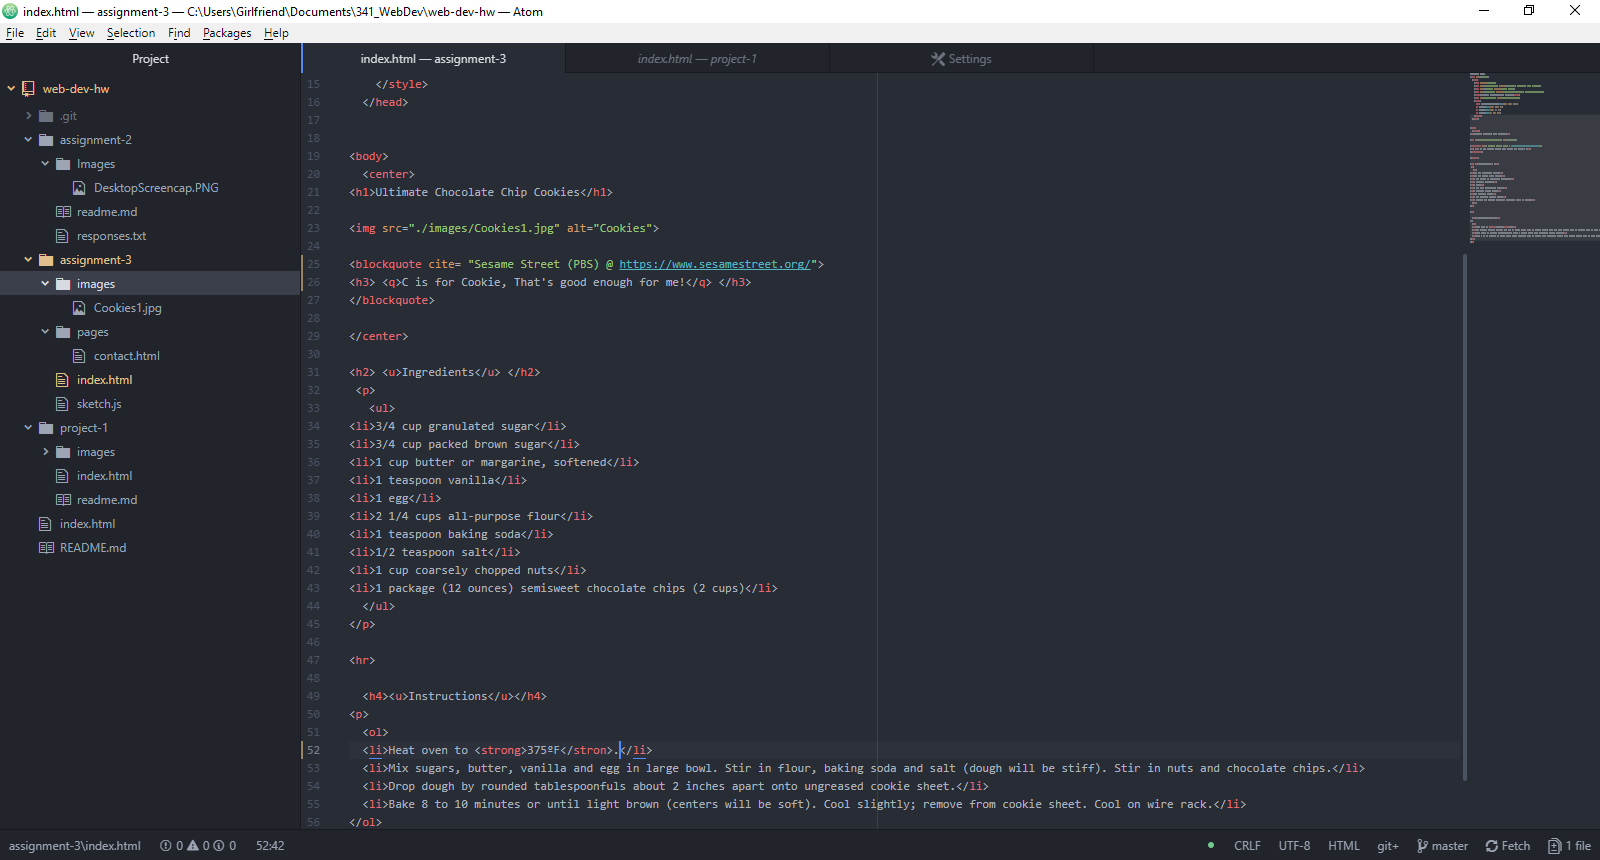 index.html — assignment-3 — C:\Users\Girlfriend\Documents\341_WebDev\web-dev-hw — Atom
File Edit View Selection Find Packages Help
Project
web-dev-hw
.git
assignment-2
Images
DesktopScreencap.PNG
readme.md
responses.txt
assignment-3
images
Cookies1.jpg
pages
contact.html
index.html
sketch.js
project-1
images
index.html
readme.md
index.html
README.md
index.html — assignment-3 index.html — project-1 Settings
15 </style>
16 </head>
17
18
19 <body>
20 <center>
21 <h1>Ultimate Chocolate Chip Cookies</h1>
22
23 <img src="./images/Cookies1.jpg" alt="Cookies">
24
25 <blockquote cite= "Sesame Street (PBS) @ https://www.sesamestreet.org/">
26 <h3> <q>C is for Cookie, That's good enough for me!</q> </h3>
27 </blockquote>
28
29 </center>
30
31 <h2> <u>Ingredients</u> </h2>
32 <p>
33 <ul>
34 <li>3/4 cup granulated sugar</li>
35 <li>3/4 cup packed brown sugar</li>
36 <li>1 cup butter or margarine, softened</li>
37 <li>1 teaspoon vanilla</li>
38 <li>1 egg</li>
39 <li>2 1/4 cups all-purpose flour</li>
40 <li>1 teaspoon baking soda</li>
41 <li>1/2 teaspoon salt</li>
42 <li>1 cup coarsely chopped nuts</li>
43 <li>1 package (12 ounces) semisweet chocolate chips (2 cups)</li>
44 </ul>
45 </p>
46
47 <hr>
48
49 <h4><u>Instructions</u></h4>
50 <p>
51 <ol>
52 <li>Heat oven to <strong>375ºF</stron>.</li>
53 <li>Mix sugars, butter, vanilla and egg in large bowl. Stir in flour, baking soda and salt (dough will be stiff). Stir in nuts and chocolate chips.</li>
54 <li>Drop dough by rounded tablespoonfuls about 2 inches apart onto ungreased cookie sheet.</li>
55 <li>Bake 8 to 10 minutes or until light brown (centers will be soft). Cool slightly; remove from cookie sheet. Cool on wire rack.</li>
56 </ol>
assignment-3\index.html 0 0 0 52:42 CRLF UTF-8 HTML git+ master Fetch 1 file